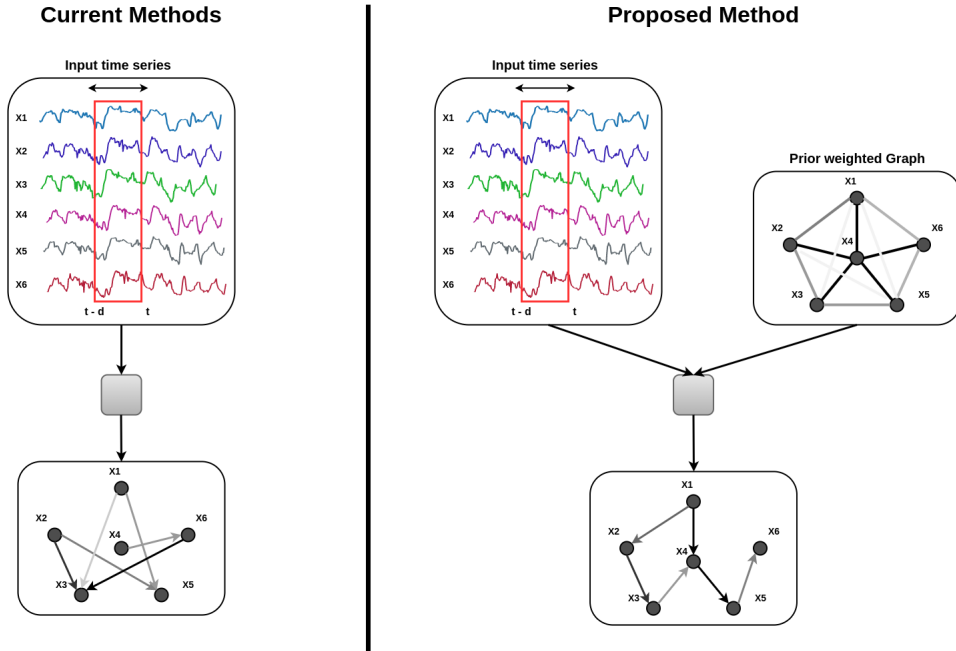 Current Methods
Input time series
X1
X2
X3
X4
X5
X6
t - d t
X1
X2
X6
X4
X3
X5
Proposed Method
Input time series
X1
X2
X3
X4
X5
X6
t - d t
Prior weighted Graph
X1
X2
X6
X4
X3
X5
X1
X2
X6
X4
X3
X5